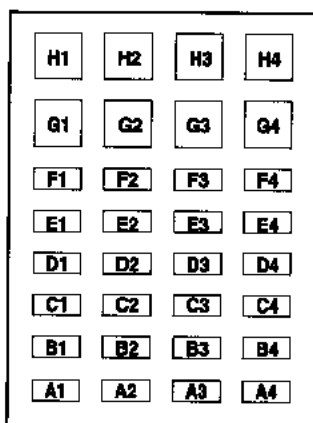 H1 H2 H3 H4
G1 G2 G3 G4
F1 F2 F3 F4
E1 E2 E3 E4
D1 D2 D3 D4
C1 C2 C3 C4
B1 B2 B3 B4
A1 A2 A3 A4